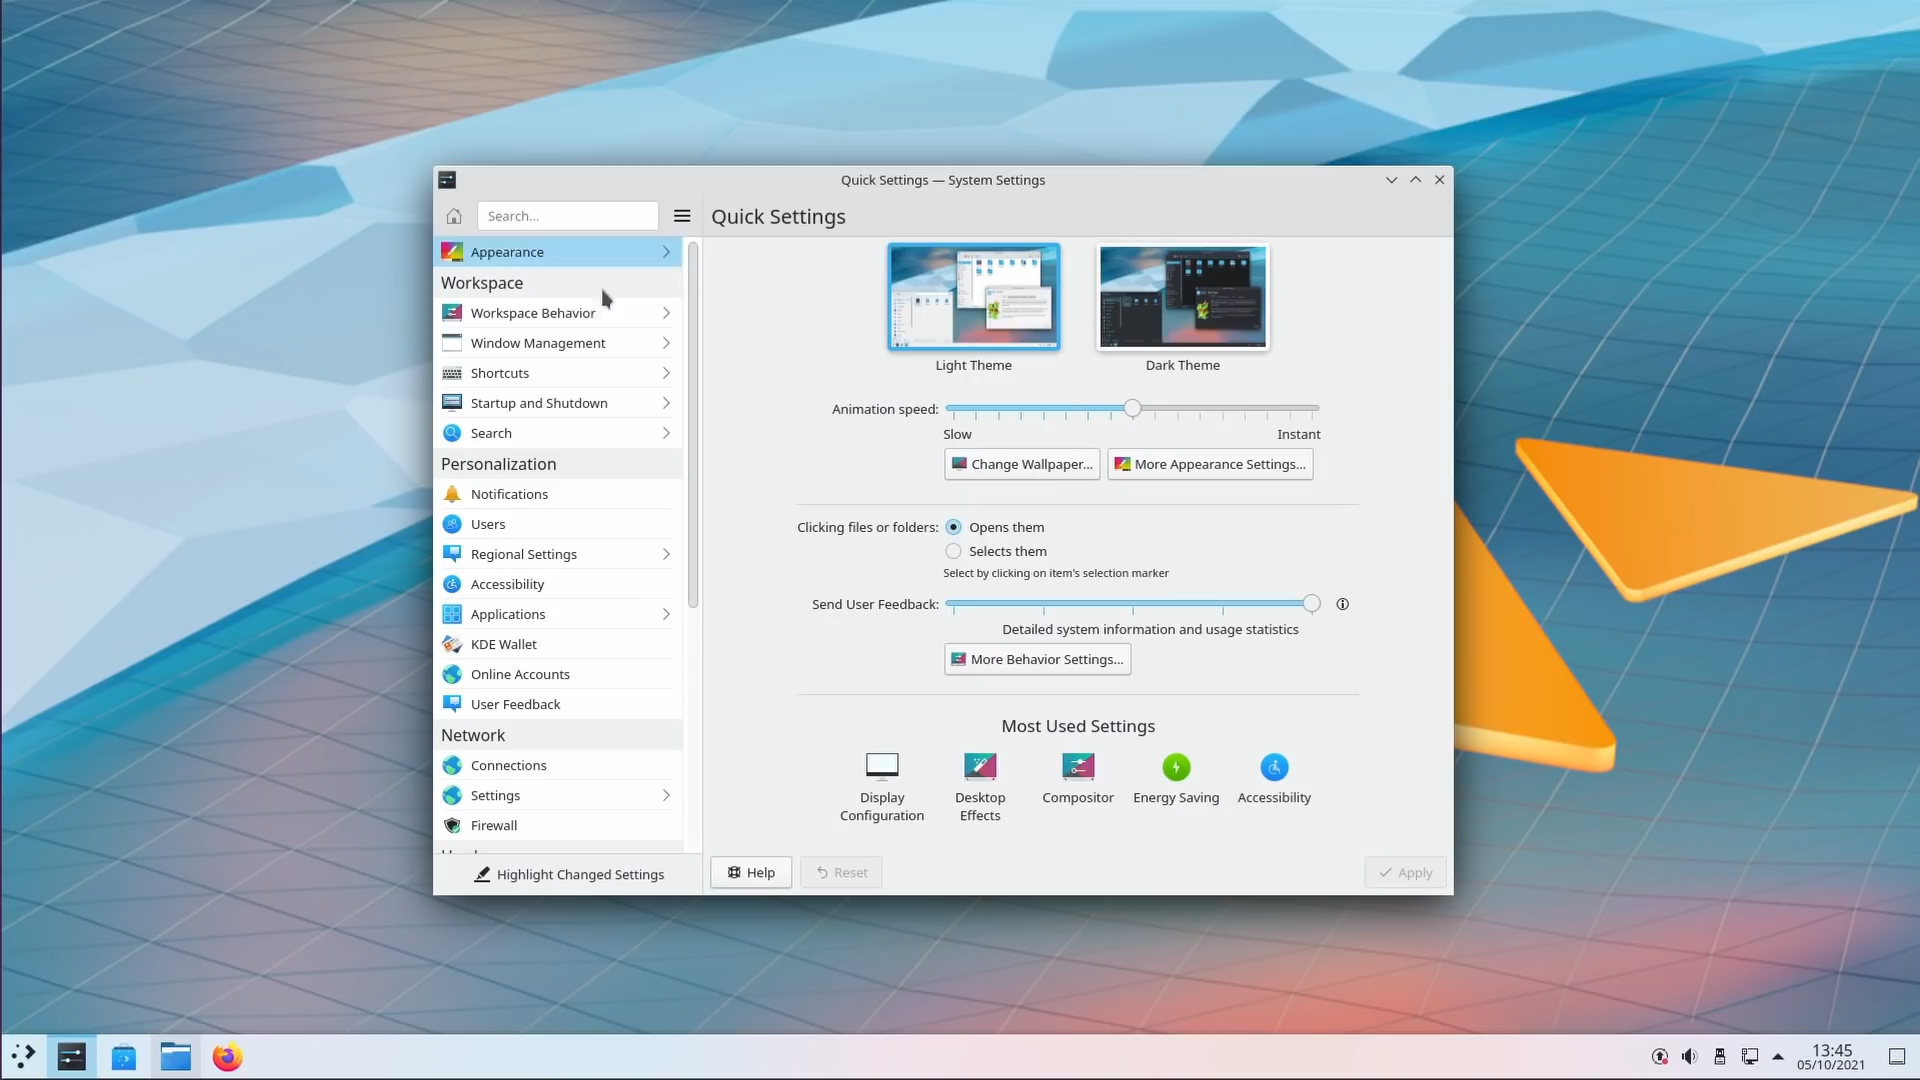 Quick Settings — System Settings
Search...
Quick Settings
Appearance
Workspace
Workspace Behavior
Window Management
Shortcuts
Startup and Shutdown
Search
Personalization
Notifications
Users
Regional Settings
Accessibility
Applications
KDE Wallet
Online Accounts
User Feedback
Network
Connections
Settings
Firewall
Highlight Changed Settings
Light Theme
Dark Theme
Animation speed:
Slow
Instant
Change Wallpaper...
More Appearance Settings...
Clicking files or folders:
Opens them
Selects them
Select by clicking on item's selection marker
Send User Feedback:
Detailed system information and usage statistics
More Behavior Settings...
Most Used Settings
Display
Configuration
Desktop
Effects
Compositor
Energy Saving
Accessibility
Help
Reset
Apply
13:45
05/10/2021